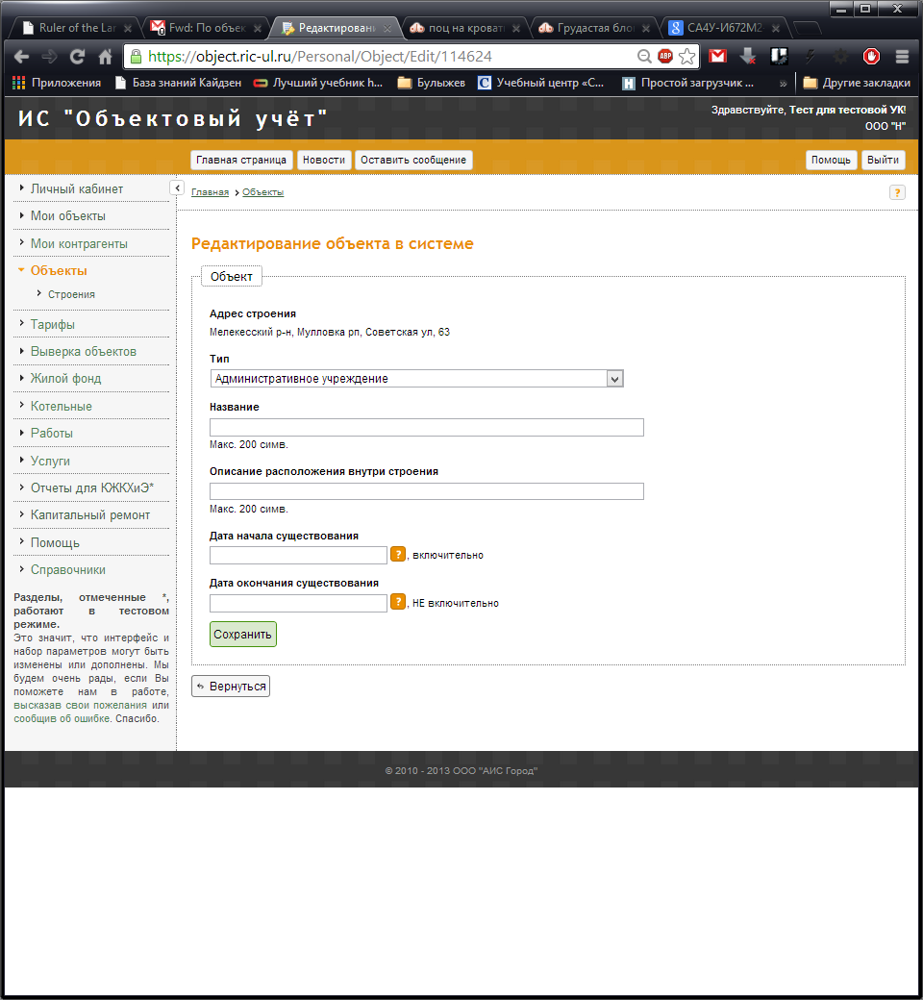 Ruler of the Lan
Fwd: По объек
Редактировани
поц на кроват
Грудастая блон
СА4У-И672М2
https://object.ric-ul.ru/Personal/Object/Edit/114624
ABP
Приложения
База знаний Кайдзен
Лучший учебник h...
Булыжев
Учебный центр «С...
Простой загрузчик ...
»
Другие закладки
ИС "Объектовый учёт"
Здравствуйте, Тест для тестовой УК!
ООО "Н"
Главная страница
Новости
Оставить сообщение
Помощь
Выйти
Главная › Объекты
?
Личный кабинет
Мои объекты
Мои контрагенты
Объекты
Строения
Тарифы
Выверка объектов
Жилой фонд
Котельные
Работы
Услуги
Отчеты для КЖКХиЭ*
Капитальный ремонт
Помощь
Справочники
Разделы, отмеченные *,
работают в тестовом
режиме.
Это значит, что интерфейс и
набор параметров могут быть
изменены или дополнены. Мы
будем очень рады, если Вы
поможете нам в работе,
высказав свои пожелания или
сообщив об ошибке. Спасибо.
Редактирование объекта в системе
Объект
Адрес строения
Мелекесский р-н, Мулловка рп, Советская ул, 63
Тип
Административное учреждение
Название
Макс. 200 симв.
Описание расположения внутри строения
Макс. 200 симв.
Дата начала существования
?, включительно
Дата окончания существования
?, НЕ включительно
Сохранить
Вернуться
© 2010 - 2013 ООО "АИС Город"